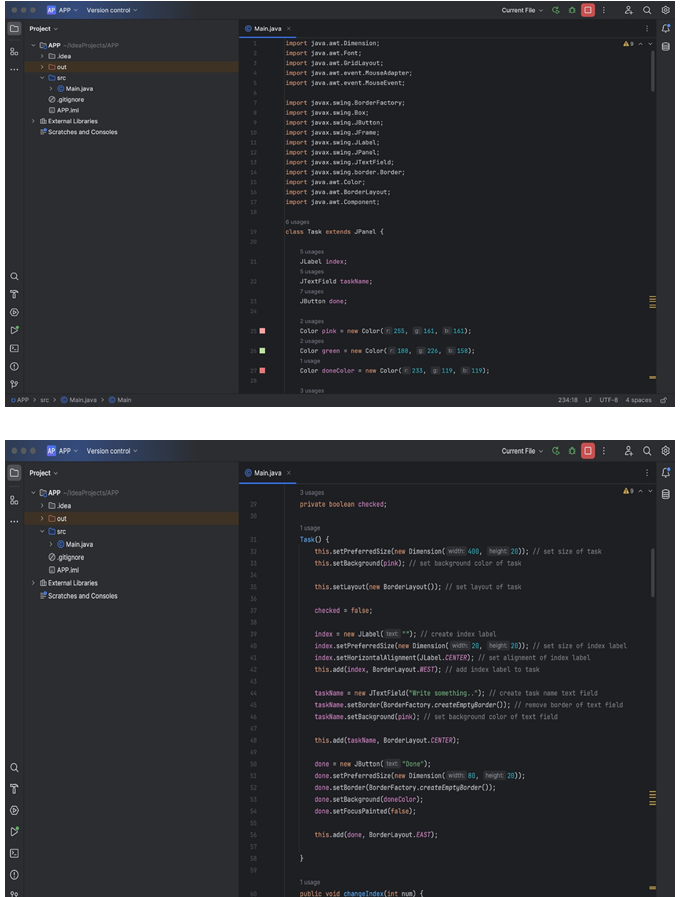 AP APP Version control Current File
Project
Main.java
APP ~/IdeaProjects/APP
.idea
out
src
Main.java
.gitignore
APP.iml
External Libraries
Scratches and Consoles
9
1 import java.awt.Dimension;
2 import java.awt.Font;
3 import java.awt.GridLayout;
4 import java.awt.event.MouseAdapter;
5 import java.awt.event.MouseEvent;
6
7 import javax.swing.BorderFactory;
8 import javax.swing.Box;
9 import javax.swing.JButton;
10 import javax.swing.JFrame;
11 import javax.swing.JLabel;
12 import javax.swing.JPanel;
13 import javax.swing.JTextField;
14 import javax.swing.border.Border;
15 import java.awt.Color;
16 import java.awt.BorderLayout;
17 import java.awt.Component;
18
6 usages
19 class Task extends JPanel {
20
5 usages
21 JLabel index;
5 usages
22 JTextField taskName;
7 usages
23 JButton done;
24
2 usages
25 Color pink = new Color( r: 255, g: 161, b: 161);
2 usages
26 Color green = new Color( r: 188, g: 226, b: 158);
1 usage
27 Color doneColor = new Color( r: 233, g: 119, b: 119);
28
3 usages
APP > src > Main.java > Main 234:18 LF UTF-8 4 spaces
AP APP Version control Current File
Project
Main.java
APP ~/IdeaProjects/APP
.idea
out
src
Main.java
.gitignore
APP.iml
External Libraries
Scratches and Consoles
9
3 usages
29 private boolean checked;
30
1 usage
31 Task() {
32 this.setPreferredSize(new Dimension( width: 400, height: 20)); // set size of task
33 this.setBackground(pink); // set background color of task
34
35 this.setLayout(new BorderLayout()); // set layout of task
36
37 checked = false;
38
39 index = new JLabel( text: ""); // create index label
40 index.setPreferredSize(new Dimension( width: 20, height: 20)); // set size of index label
41 index.setHorizontalAlignment(JLabel.CENTER); // set alignment of index label
42 this.add(index, BorderLayout.WEST); // add index label to task
43
44 taskName = new JTextField("Write something.."); // create task name text field
45 taskName.setBorder(BorderFactory.createEmptyBorder()); // remove border of text field
46 taskName.setBackground(pink); // set background color of text field
47
48 this.add(taskName, BorderLayout.CENTER);
49
50 done = new JButton( text: "Done");
51 done.setPreferredSize(new Dimension( width: 80, height: 20));
52 done.setBorder(BorderFactory.createEmptyBorder());
53 done.setBackground(doneColor);
54 done.setFocusPainted(false);
55
56 this.add(done, BorderLayout.EAST);
57
58 }
59
1 usage
60 public void changeIndex(int num) {